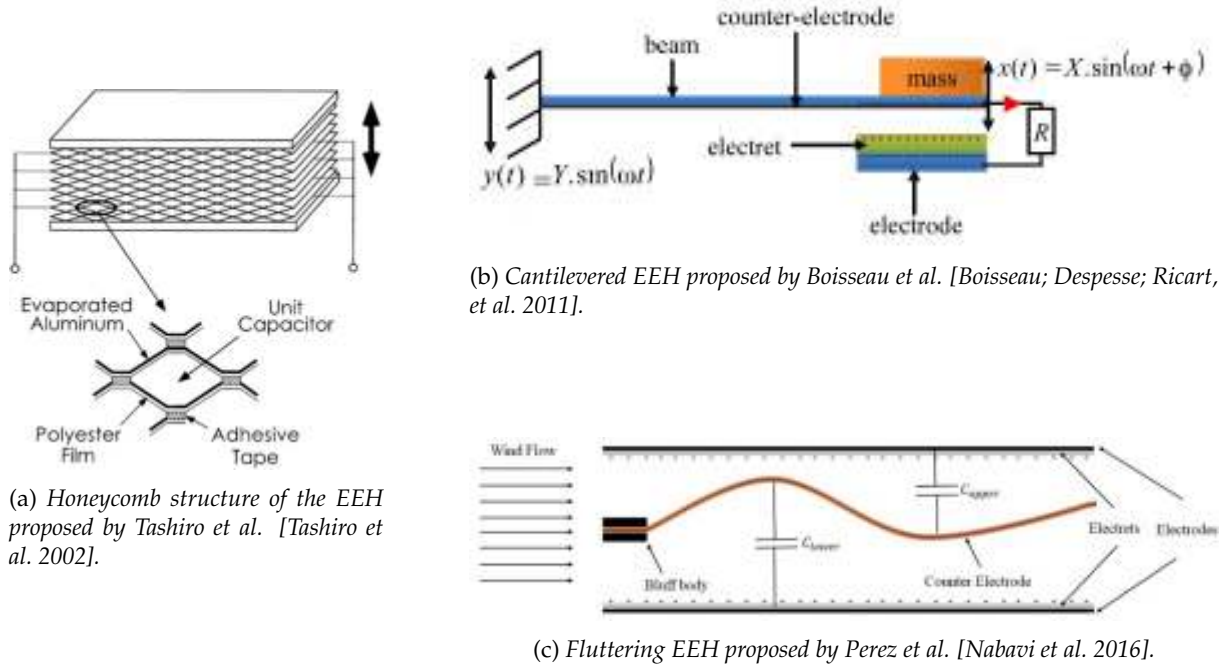 Evaporated
Aluminum
Unit
Capacitor
Polyester
Film
Adhesive
Tape
(a) Honeycomb structure of the EEH
proposed by Tashiro et al. [Tashiro et
al. 2002].
counter-electrode
beam
mass
x(t) = X.sin(ωt + ϕ)
R
electret
y(t) = Y.sin(ωt)
electrode
(b) Cantilevered EEH proposed by Boisseau et al. [Boisseau; Despesse; Ricart,
et al. 2011].
Wind Flow
C_upper
C_lower
Electrets
Electrodes
Bluff body
Counter Electrode
(c) Fluttering EEH proposed by Perez et al. [Nabavi et al. 2016].